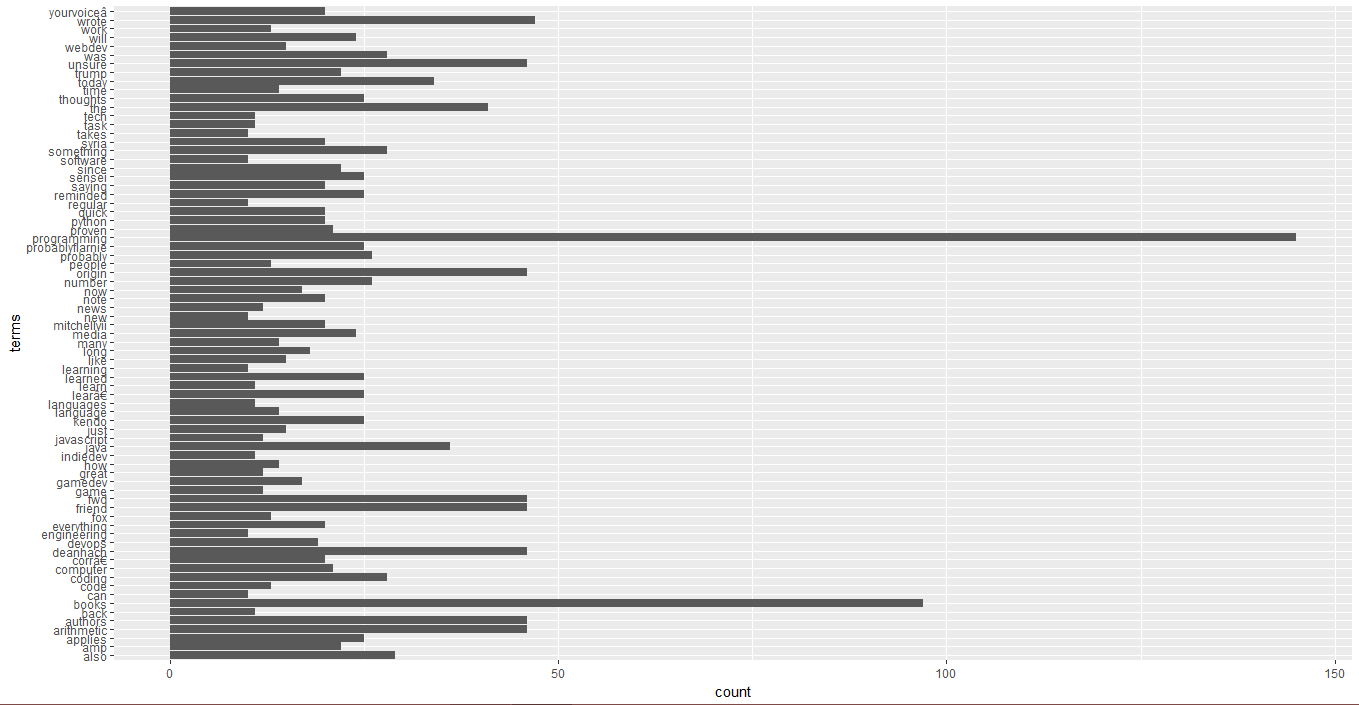 yourvoiceâ
wrote
work
will
webdev
was
unsure
trump
today
time
thoughts
the
tech
task
takes
syria
something
software
since
sensei
saying
reminded
regular
quick
python
proven
programming
probablyflarnie
probably
people
origin
number
now
note
news
new
mitchellvii
media
many
long
like
learning
learned
learn
learâ€
languages
language
kendo
just
javascript
java
indiedev
how
great
gamedev
game
fwd
friend
fox
everything
engineering
devops
deanhach
corrâ€
computer
coding
code
can
books
back
authors
arithmetic
applies
amp
also
terms
0 50 100 150
count